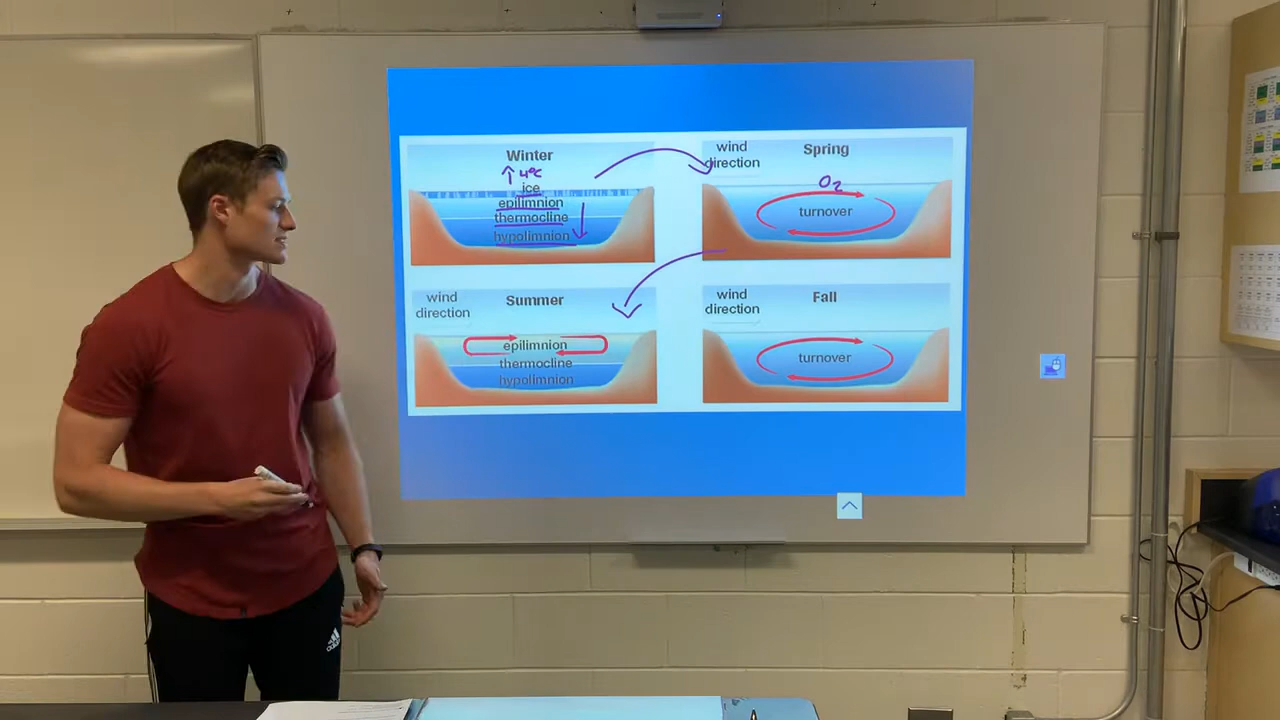 Winter
↑ 4°C
ice
epilimnion
thermocline
hypolimnion
wind
direction
Spring
O2
turnover
wind
direction
Summer
epilimnion
thermocline
hypolimnion
wind
direction
Fall
turnover
adidas